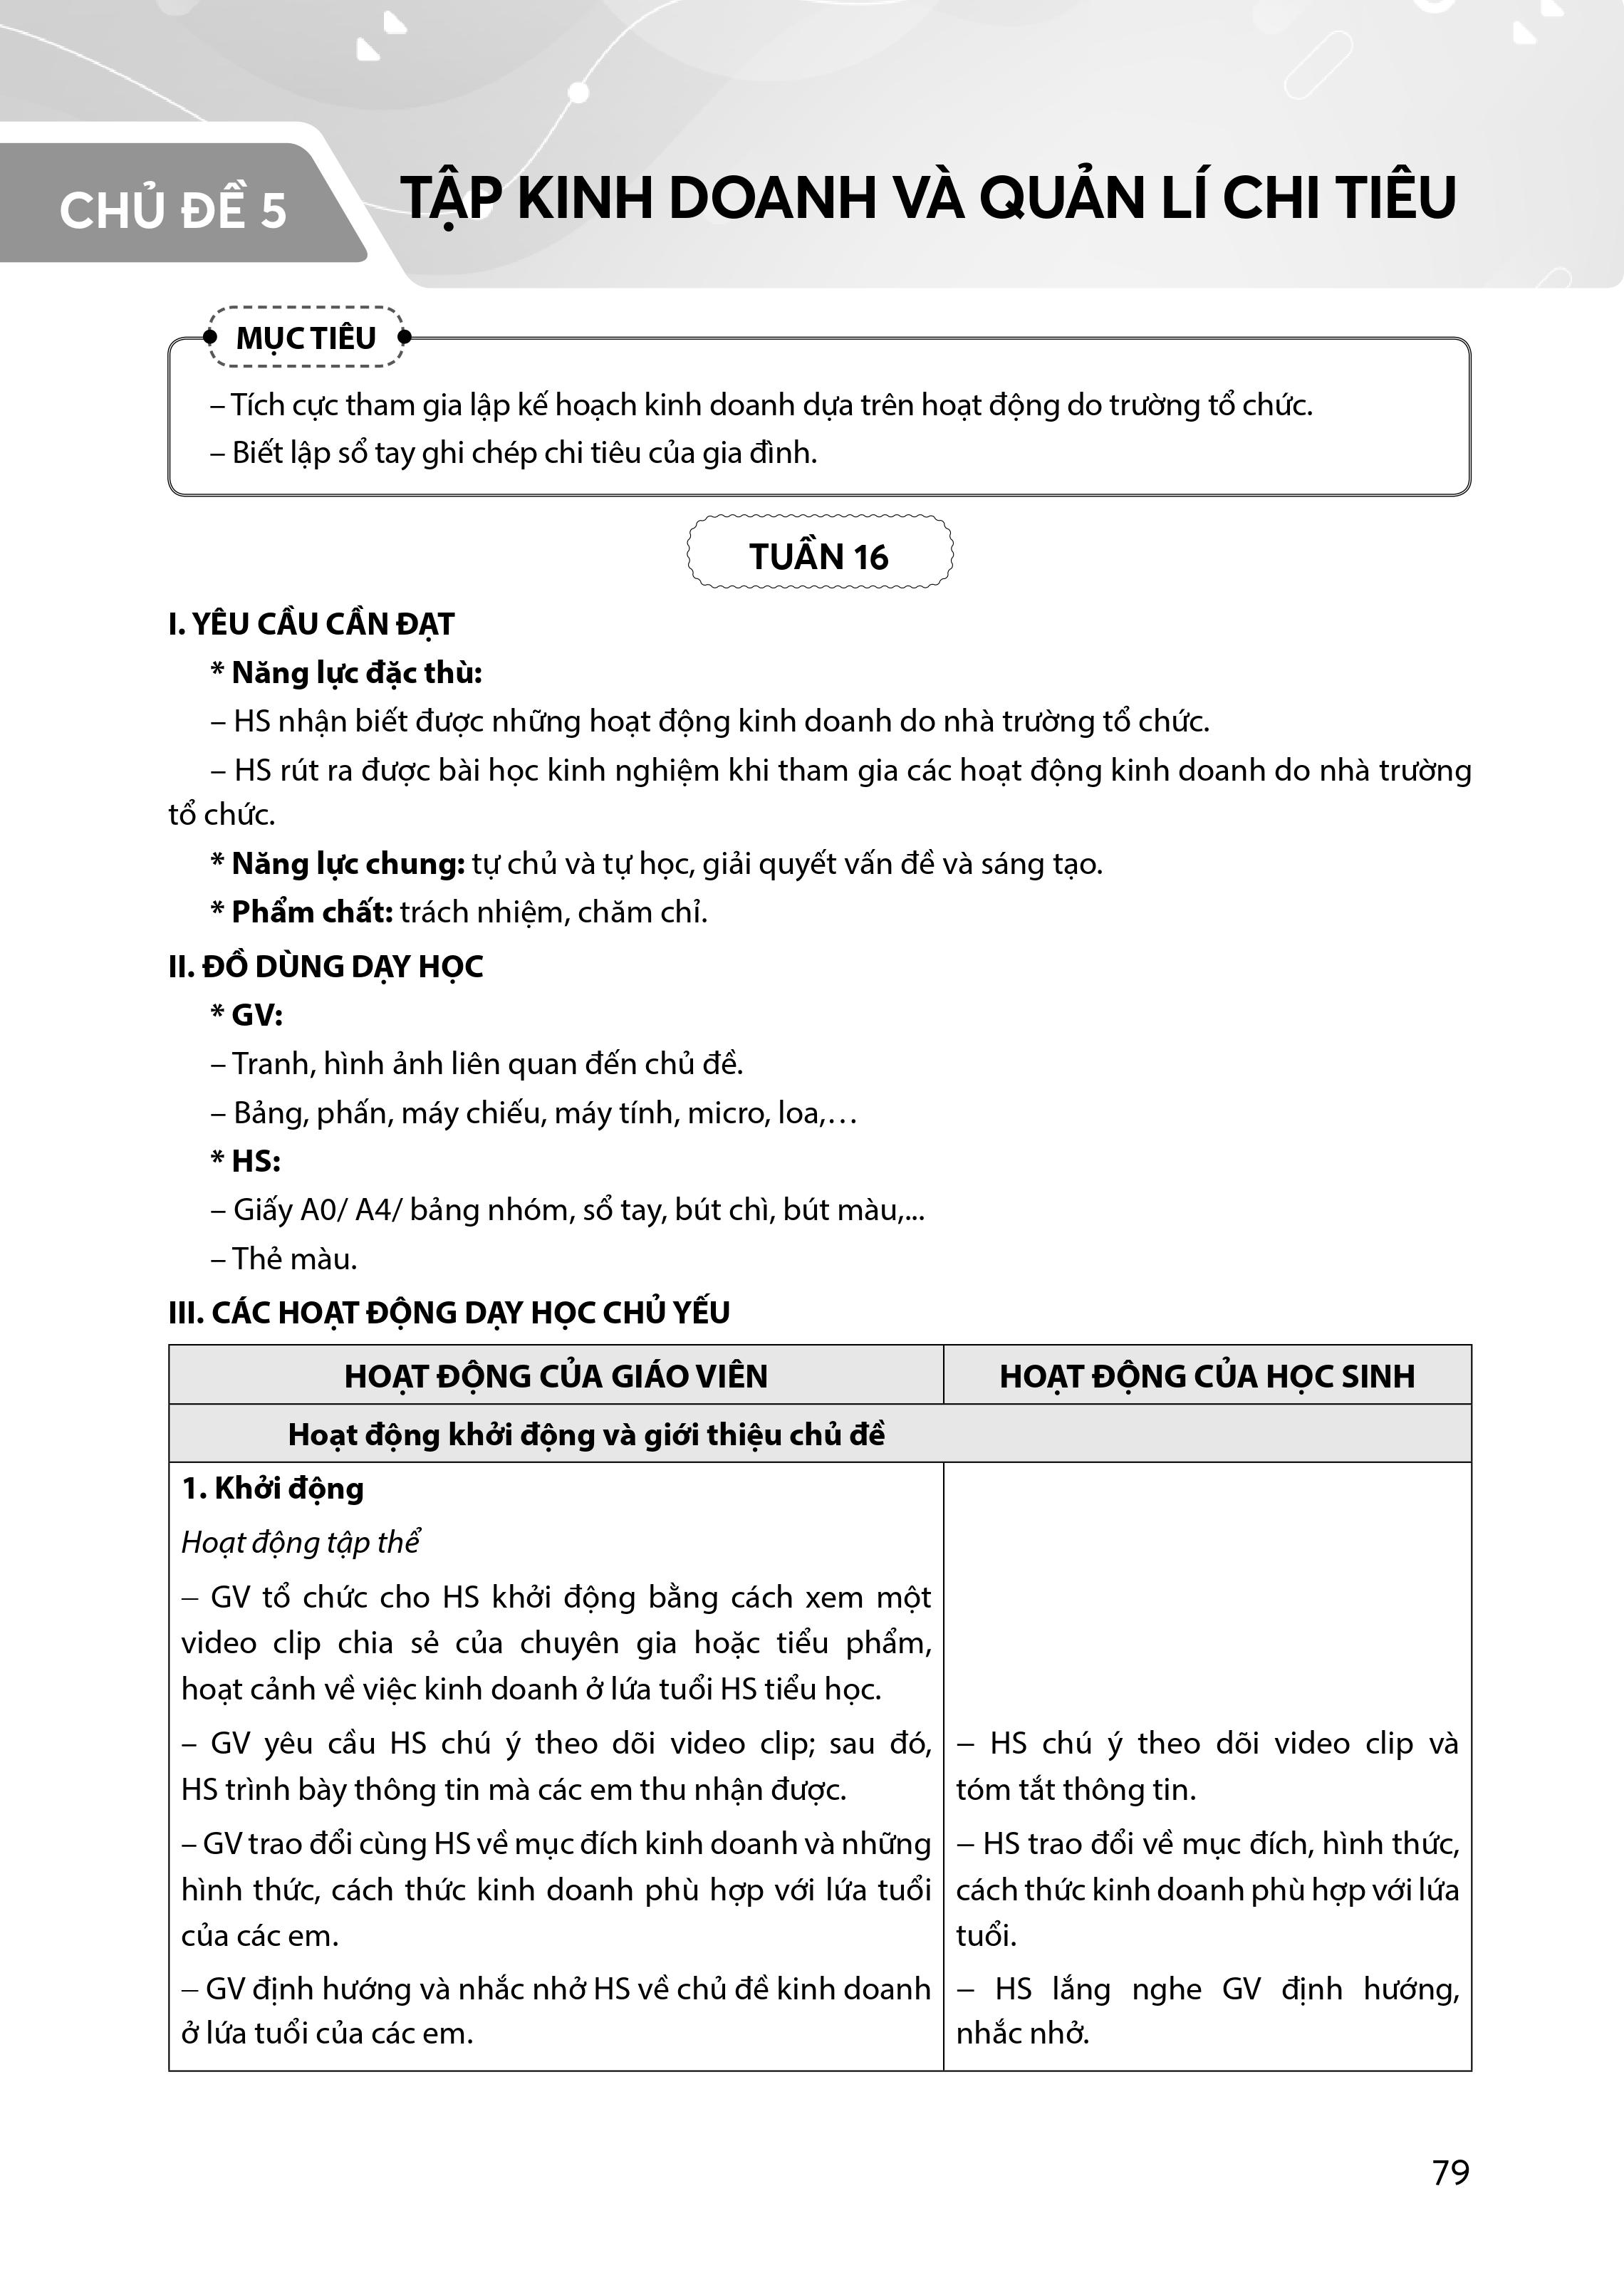 CHỦ ĐỀ 5
TẬP KINH DOANH VÀ QUẢN LÍ CHI TIÊU
MỤC TIÊU
– Tích cực tham gia lập kế hoạch kinh doanh dựa trên hoạt động do trường tổ chức.
– Biết lập sổ tay ghi chép chi tiêu của gia đình.
TUẦN 16
I. YÊU CẦU CẦN ĐẠT
* Năng lực đặc thù:
– HS nhận biết được những hoạt động kinh doanh do nhà trường tổ chức.
– HS rút ra được bài học kinh nghiệm khi tham gia các hoạt động kinh doanh do nhà trường
tổ chức.
* Năng lực chung: tự chủ và tự học, giải quyết vấn đề và sáng tạo.
* Phẩm chất: trách nhiệm, chăm chỉ.
II. ĐỒ DÙNG DẠY HỌC
* GV:
– Tranh, hình ảnh liên quan đến chủ đề.
– Bảng, phấn, máy chiếu, máy tính, micro, loa,…
* HS:
– Giấy A0/ A4/ bảng nhóm, sổ tay, bút chì, bút màu,...
– Thẻ màu.
III. CÁC HOẠT ĐỘNG DẠY HỌC CHỦ YẾU
HOẠT ĐỘNG CỦA GIÁO VIÊN
HOẠT ĐỘNG CỦA HỌC SINH
Hoạt động khởi động và giới thiệu chủ đề
1. Khởi động
Hoạt động tập thể
– GV tổ chức cho HS khởi động bằng cách xem một
video clip chia sẻ của chuyên gia hoặc tiểu phẩm,
hoạt cảnh về việc kinh doanh ở lứa tuổi HS tiểu học.
– GV yêu cầu HS chú ý theo dõi video clip; sau đó,
HS trình bày thông tin mà các em thu nhận được.
– GV trao đổi cùng HS về mục đích kinh doanh và những
hình thức, cách thức kinh doanh phù hợp với lứa tuổi
của các em.
– GV định hướng và nhắc nhở HS về chủ đề kinh doanh
ở lứa tuổi của các em.
– HS chú ý theo dõi video clip và
tóm tắt thông tin.
– HS trao đổi về mục đích, hình thức,
cách thức kinh doanh phù hợp với lứa
tuổi.
– HS lắng nghe GV định hướng,
nhắc nhở.
79